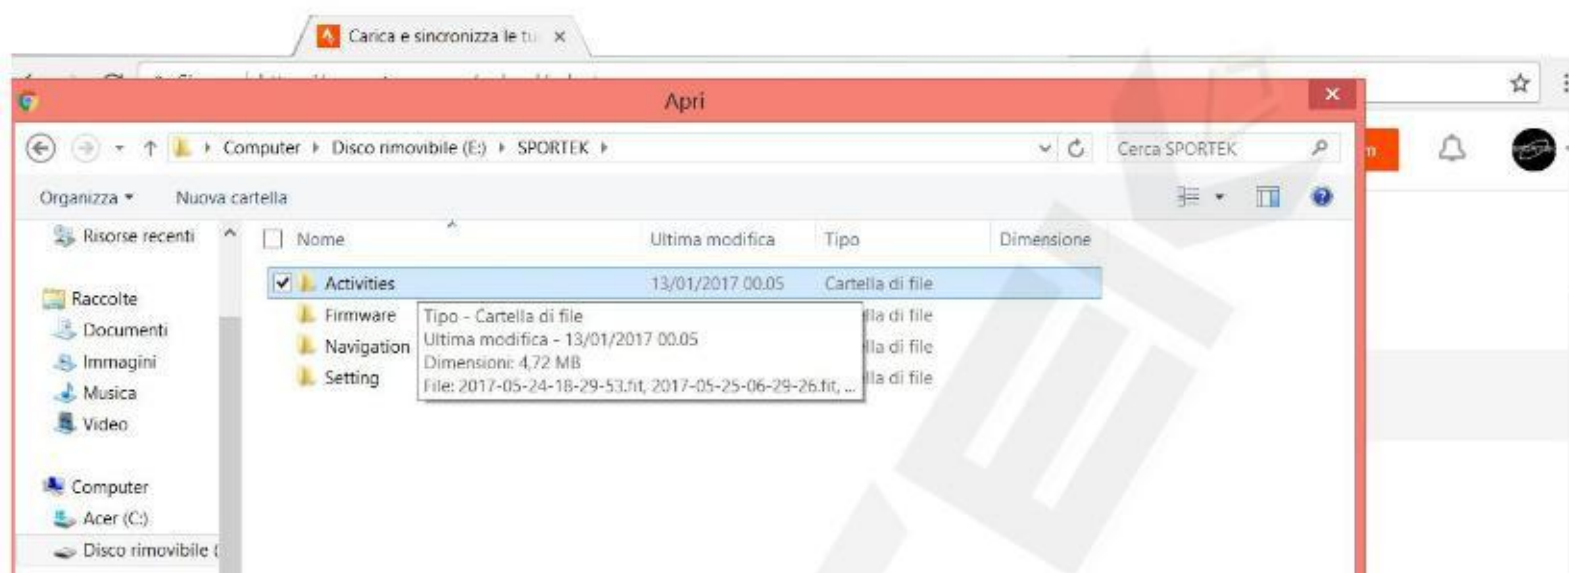 Carica e sincronizza le tu
Apri
Computer Disco rimovibile (E:) SPORTEK
Cerca SPORTEK
Organizza Nuova cartella
Risorse recenti
Nome Ultima modifica Tipo Dimensione
Activities 13/01/2017 00.05 Cartella di file
Raccolte
Firmware
Tipo - Cartella di file
Documenti
Ultima modifica - 13/01/2017 00.05
Navigation
Immagini
Dimensioni: 4,72 MB
Setting
File: 2017-05-24-18-29-53.fit, 2017-05-25-06-29-26.fit, ...
Musica
Video
Computer
Acer (C:)
Disco rimovibile (